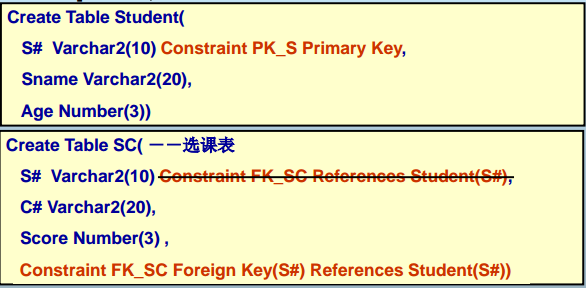 Create Table Student(
S# Varchar2(10) Constraint PK_S Primary Key,
Sname Varchar2(20),
Age Number(3))
Create Table SC( －－选课表
S# Varchar2(10) Constraint FK_SC References Student(S#),
C# Varchar2(20),
Score Number(3) ,
Constraint FK_SC Foreign Key(S#) References Student(S#))